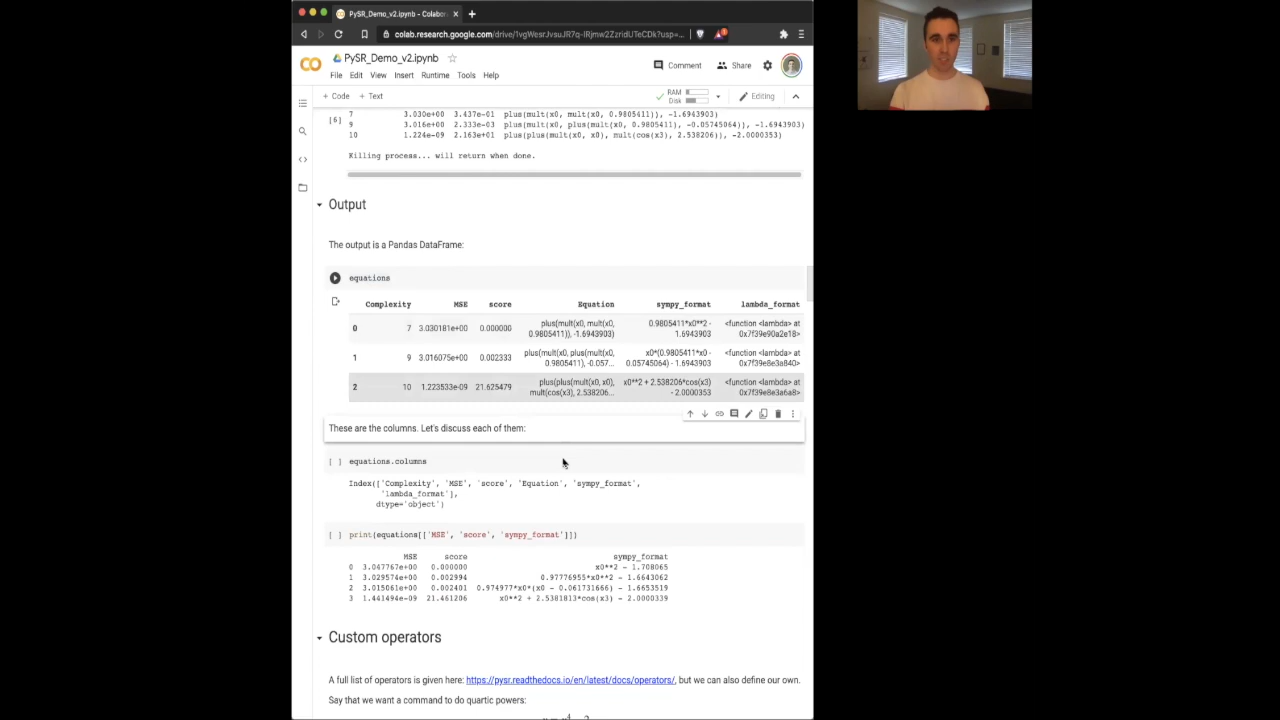 PySR_Demo_v2.ipynb - Colabor
colab.research.google.com/drive/1vgWesrJvsuJR7q-IRjmw2ZzridUTeCDk?usp=...
PySR_Demo_v2.ipynb
File Edit View Insert Runtime Tools Help
Comment Share
+ Code + Text
RAM
Disk
Editing
[6]
7 3.030e+00 3.437e-01 plus(mult(x0, mult(x0, 0.9805411)), -1.6943903)
9 3.016e+00 2.333e-03 plus(mult(x0, plus(mult(x0, 0.9805411), -0.05745064)), -1.6943903)
10 1.224e-09 2.163e+01 plus(plus(mult(x0, x0), mult(cos(x3), 2.538206)), -2.0000353)
Killing process... will return when done.
Output
The output is a Pandas DataFrame:
equations
Complexity MSE score Equation sympy_format lambda_format
0 7 3.030181e+00 0.000000 plus(mult(x0, mult(x0, 0.9805411)), -1.6943903) 0.9805411*x0**2 - 1.6943903 <function <lambda> at 0x7f39e90a2e18>
1 9 3.016075e+00 0.002333 plus(mult(x0, plus(mult(x0, 0.9805411), -0.057... x0*(0.9805411*x0 - 0.05745064) - 1.6943903 <function <lambda> at 0x7f39e8e3a840>
2 10 1.223533e-09 21.625479 plus(plus(mult(x0, x0), mult(cos(x3), 2.538206... x0**2 + 2.538206*cos(x3) - 2.0000353 <function <lambda> at 0x7f39e8e3a6a8>
These are the columns. Let's discuss each of them:
[ ] equations.columns
Index(['Complexity', 'MSE', 'score', 'Equation', 'sympy_format',
'lambda_format'],
dtype='object')
[ ] print(equations[['MSE', 'score', 'sympy_format']])
MSE score sympy_format
0 3.047767e+00 0.000000 x0**2 - 1.708065
1 3.029574e+00 0.002994 0.97776955*x0**2 - 1.6643062
2 3.015061e+00 0.002401 0.974977*x0*(x0 - 0.061731666) - 1.6653519
3 1.441494e-09 21.461206 x0**2 + 2.5381813*cos(x3) - 2.0000339
Custom operators
A full list of operators is given here: https://pysr.readthedocs.io/en/latest/docs/operators/, but we can also define our own.
Say that we want a command to do quartic powers: